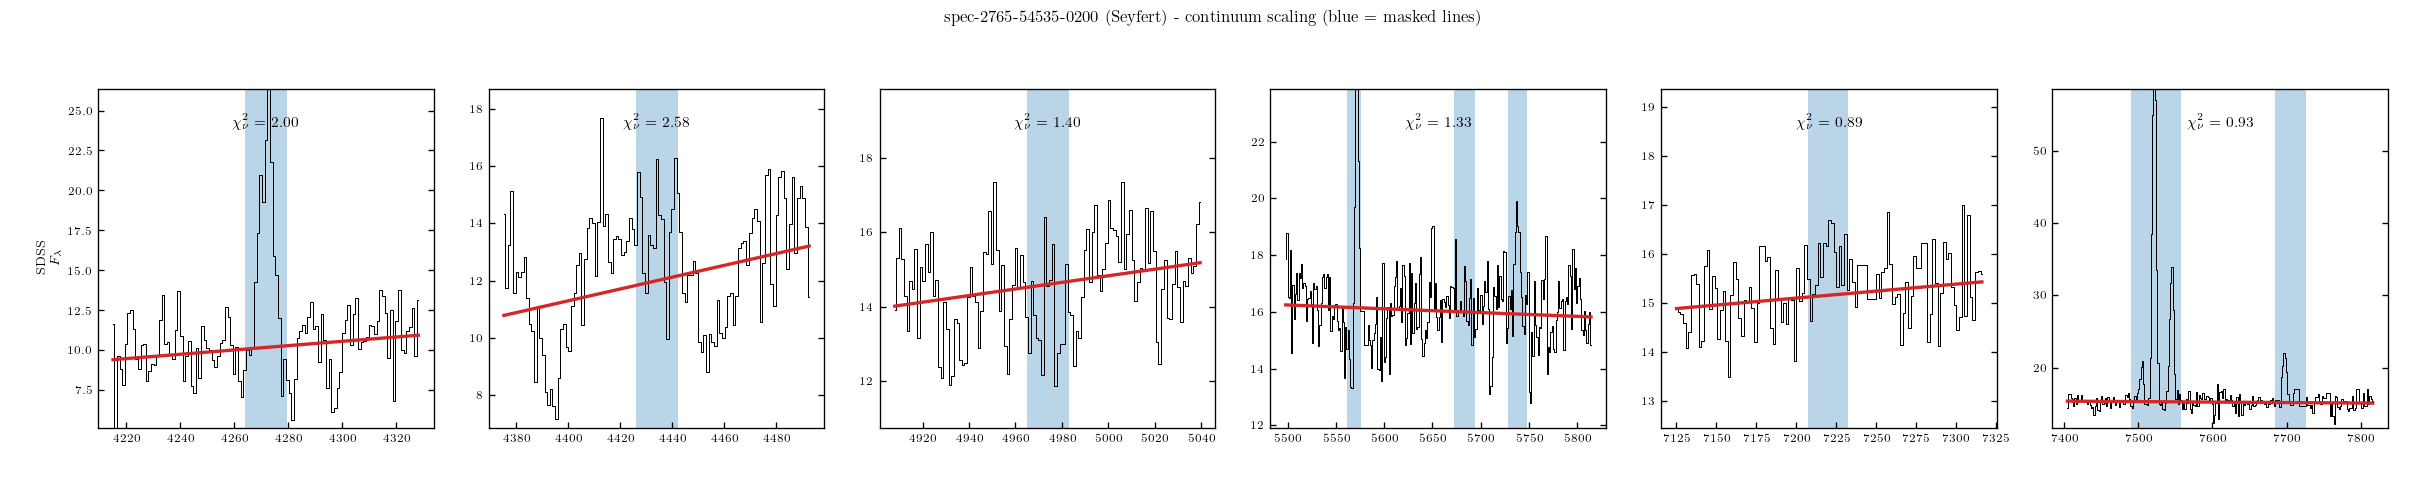 spec-2765-54535-0200 (Seyfert) - continuum scaling (blue = masked lines)
SDSS
F_λ
χ²_ν = 2.00
25.0
22.5
20.0
17.5
15.0
12.5
10.0
7.5
4220 4240 4260 4280 4300 4320
χ²_ν = 2.58
18
16
14
12
10
8
4380 4400 4420 4440 4460 4480
χ²_ν = 1.40
18
16
14
12
4920 4940 4960 4980 5000 5020 5040
χ²_ν = 1.33
22
20
18
16
14
12
5500 5550 5600 5650 5700 5750 5800
χ²_ν = 0.89
19
18
17
16
15
14
13
7125 7150 7175 7200 7225 7250 7275 7300 7325
χ²_ν = 0.93
50
40
30
20
7400 7500 7600 7700 7800